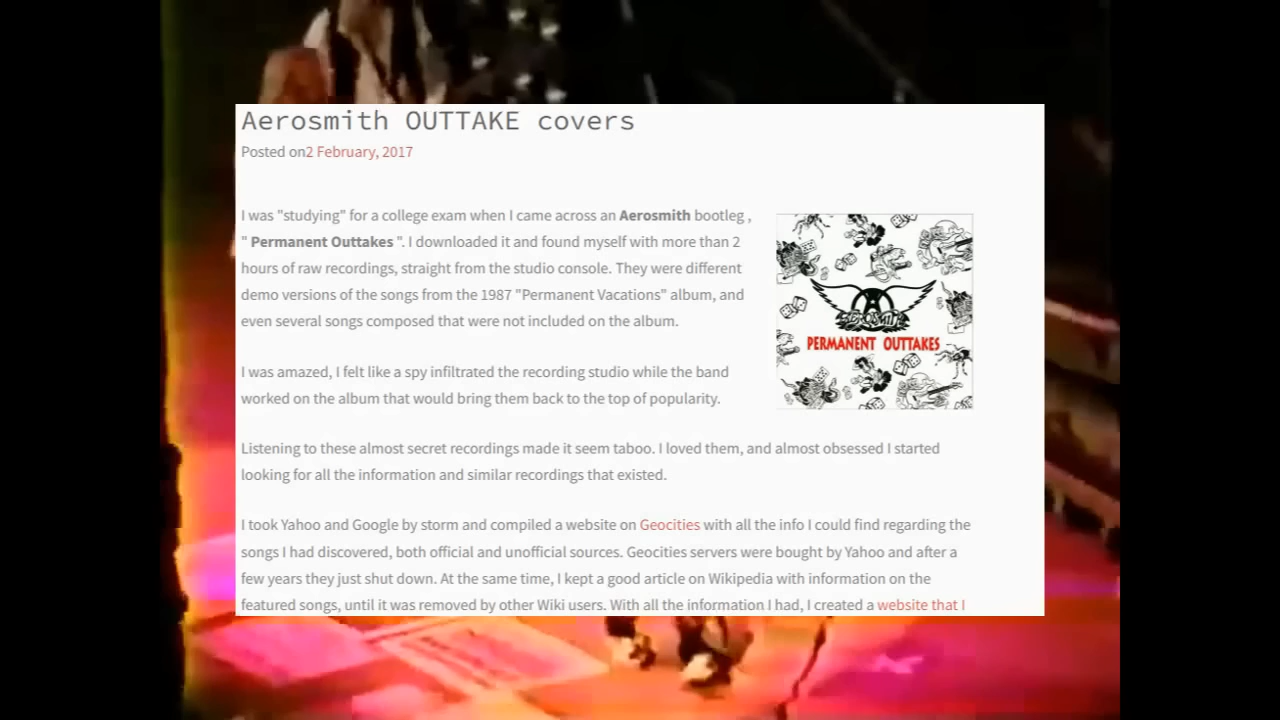 Aerosmith OUTTAKE covers
Posted on2 February, 2017
I was "studying" for a college exam when I came across an Aerosmith bootleg ,
" Permanent Outtakes ". I downloaded it and found myself with more than 2
hours of raw recordings, straight from the studio console. They were different
demo versions of the songs from the 1987 "Permanent Vacations" album, and
even several songs composed that were not included on the album.
AEROSMITH
PERMANENT OUTTAKES
I was amazed, I felt like a spy infiltrated the recording studio while the band
worked on the album that would bring them back to the top of popularity.
Listening to these almost secret recordings made it seem taboo. I loved them, and almost obsessed I started
looking for all the information and similar recordings that existed.
I took Yahoo and Google by storm and compiled a website on Geocities with all the info I could find regarding the
songs I had discovered, both official and unofficial sources. Geocities servers were bought by Yahoo and after a
few years they just shut down. At the same time, I kept a good article on Wikipedia with information on the
featured songs, until it was removed by other Wiki users. With all the information I had, I created a website that I